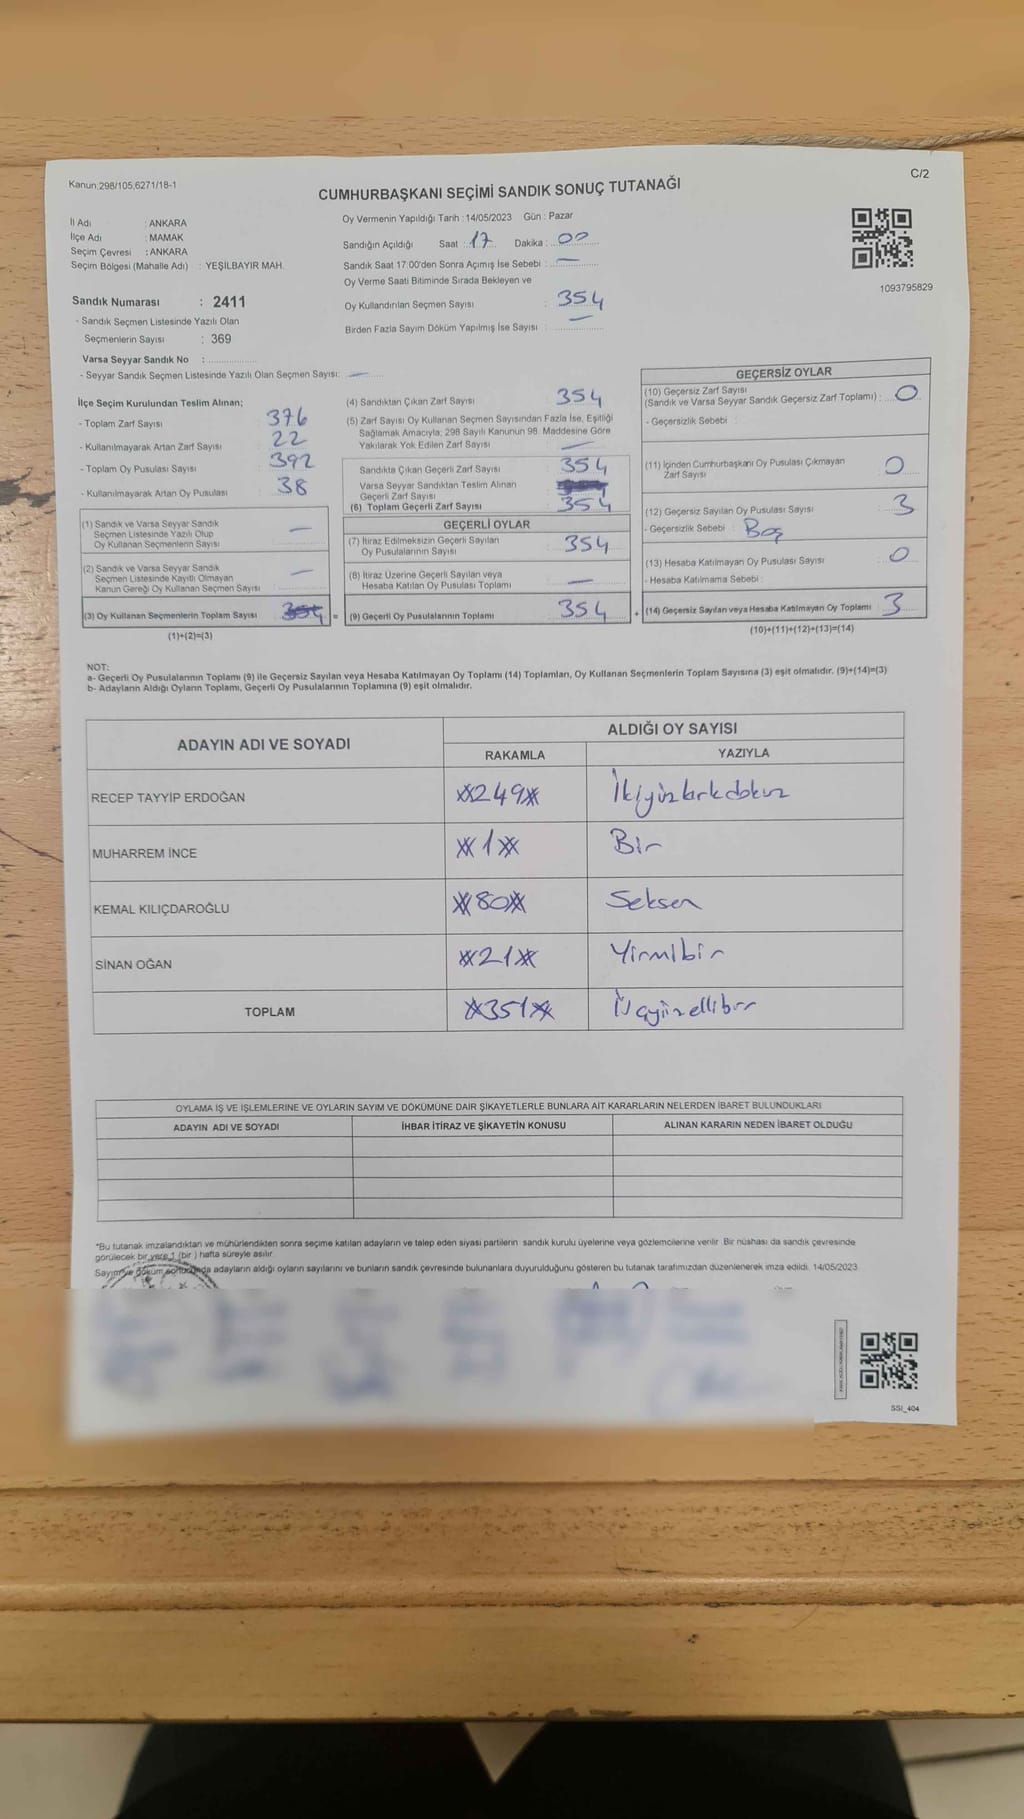 Kanun:298/105,6271/18-1
C/2
CUMHURBAŞKANI SEÇİMİ SANDIK SONUÇ TUTANAĞI
İl Adı : ANKARA
İlçe Adı : MAMAK
Seçim Çevresi : ANKARA
Seçim Bölgesi (Mahalle Adı) : YEŞİLBAYIR MAH.
Oy Vermenin Yapıldığı Tarih :14/05/2023 Gün : Pazar
Sandığın Açıldığı Saat : 17 Dakika : 00
Sandık Saat 17:00'den Sonra Açımış İse Sebebi : —
Oy Verme Saati Bitiminde Sırada Bekleyen ve
Oy Kullandırılan Seçmen Sayısı : 354
Birden Fazla Sayım Döküm Yapılmış İse Sayısı : —
1093795829
Sandık Numarası : 2411
- Sandık Seçmen Listesinde Yazılı Olan
Seçmenlerin Sayısı : 369
Varsa Seyyar Sandık No :
- Seyyar Sandık Seçmen Listesinde Yazılı Olan Seçmen Sayısı: —
İlçe Seçim Kurulundan Teslim Alınan;
- Toplam Zarf Sayısı 376
- Kullanılmayarak Artan Zarf Sayısı 22
- Toplam Oy Pusulası Sayısı 392
- Kullanılmayarak Artan Oy Pusulası 38
(1) Sandık ve Varsa Seyyar Sandık
Seçmen Listesinde Yazılı Olup
Oy Kullanan Seçmenlerin Sayısı —
(2) Sandık ve Varsa Seyyar Sandık
Seçmen Listesinde Kayıtlı Olmayan
Kanun Gereği Oy Kullanan Seçmen Sayısı —
(3) Oy Kullanan Seçmenlerin Toplam Sayısı 354 =
(1)+(2)=(3)
(4) Sandıktan Çıkan Zarf Sayısı 354
(5) Zarf Sayısı Oy Kullanan Seçmen Sayısından Fazla İse, Eşitliği
Sağlamak Amacıyla; 298 Sayılı Kanunun 98. Maddesine Göre
Yakılarak Yok Edilen Zarf Sayısı —
Sandıkta Çıkan Geçerli Zarf Sayısı 354
Varsa Seyyar Sandıktan Teslim Alınan
Geçerli Zarf Sayısı
(6) Toplam Geçerli Zarf Sayısı 354
GEÇERLİ OYLAR
(7) İtiraz Edilmeksizin Geçerli Sayılan
Oy Pusulalarının Sayısı 354
(8) İtiraz Üzerine Geçerli Sayılan veya
Hesaba Katılan Oy Pusulası Toplamı —
(9) Geçerli Oy Pusulalarının Toplamı 354 +
GEÇERSİZ OYLAR
(10) Geçersiz Zarf Sayısı
(Sandık ve Varsa Seyyar Sandık Geçersiz Zarf Toplamı) : 0
- Geçersizlik Sebebi :
(11) İçinden Cumhurbaşkanı Oy Pusulası Çıkmayan
Zarf Sayısı 0
(12) Geçersiz Sayılan Oy Pusulası Sayısı 3
- Geçersizlik Sebebi : Boş
(13) Hesaba Katılmayan Oy Pusulası Sayısı 0
- Hesaba Katılmama Sebebi :
(14) Geçersiz Sayılan veya Hesaba Katılmayan Oy Toplamı 3
(10)+(11)+(12)+(13)=(14)
NOT:
a- Geçerli Oy Pusulalarının Toplamı (9) ile Geçersiz Sayılan veya Hesaba Katılmayan Oy Toplamı (14) Toplamları, Oy Kullanan Seçmenlerin Toplam Sayısına (3) eşit olmalıdır. (9)+(14)=(3)
b- Adayların Aldığı Oyların Toplamı, Geçerli Oy Pusulalarının Toplamına (9) eşit olmalıdır.
ADAYIN ADI VE SOYADI ALDIĞI OY SAYISI
RAKAMLA YAZIYLA
RECEP TAYYİP ERDOĞAN 249 İkiyüzkırkdokuz
MUHARREM İNCE 1 Bir
KEMAL KILIÇDAROĞLU 80 Seksen
SİNAN OĞAN 21 Yirmibir
TOPLAM 351 Üçyüzellibir
OYLAMA İŞ VE İŞLEMLERİNE VE OYLARIN SAYIM VE DÖKÜMÜNE DAİR ŞİKAYETLERLE BUNLARA AİT KARARLARIN NELERDEN İBARET BULUNDUKLARI
ADAYIN ADI VE SOYADI İHBAR İTİRAZ VE ŞİKAYETİN KONUSU ALINAN KARARIN NEDEN İBARET OLDUĞU
*Bu tutanak imzalandıktan ve mühürlendikten sonra seçime katılan adayların ve talep eden siyasi partilerin sandık kurulu üyelerine veya gözlemcilerine verilir. Bir nüshası da sandık çevresinde
görülecek bir yere 1 (bir ) hafta süreyle asılır.
Sayım ve döküm sonucunda adayların aldığı oyların sayılarını ve bunların sandık çevresinde bulunanlara duyurulduğunu gösteren bu tutanak tarafımızdan düzenlenerek imza edildi. 14/05/2023
SSI_404